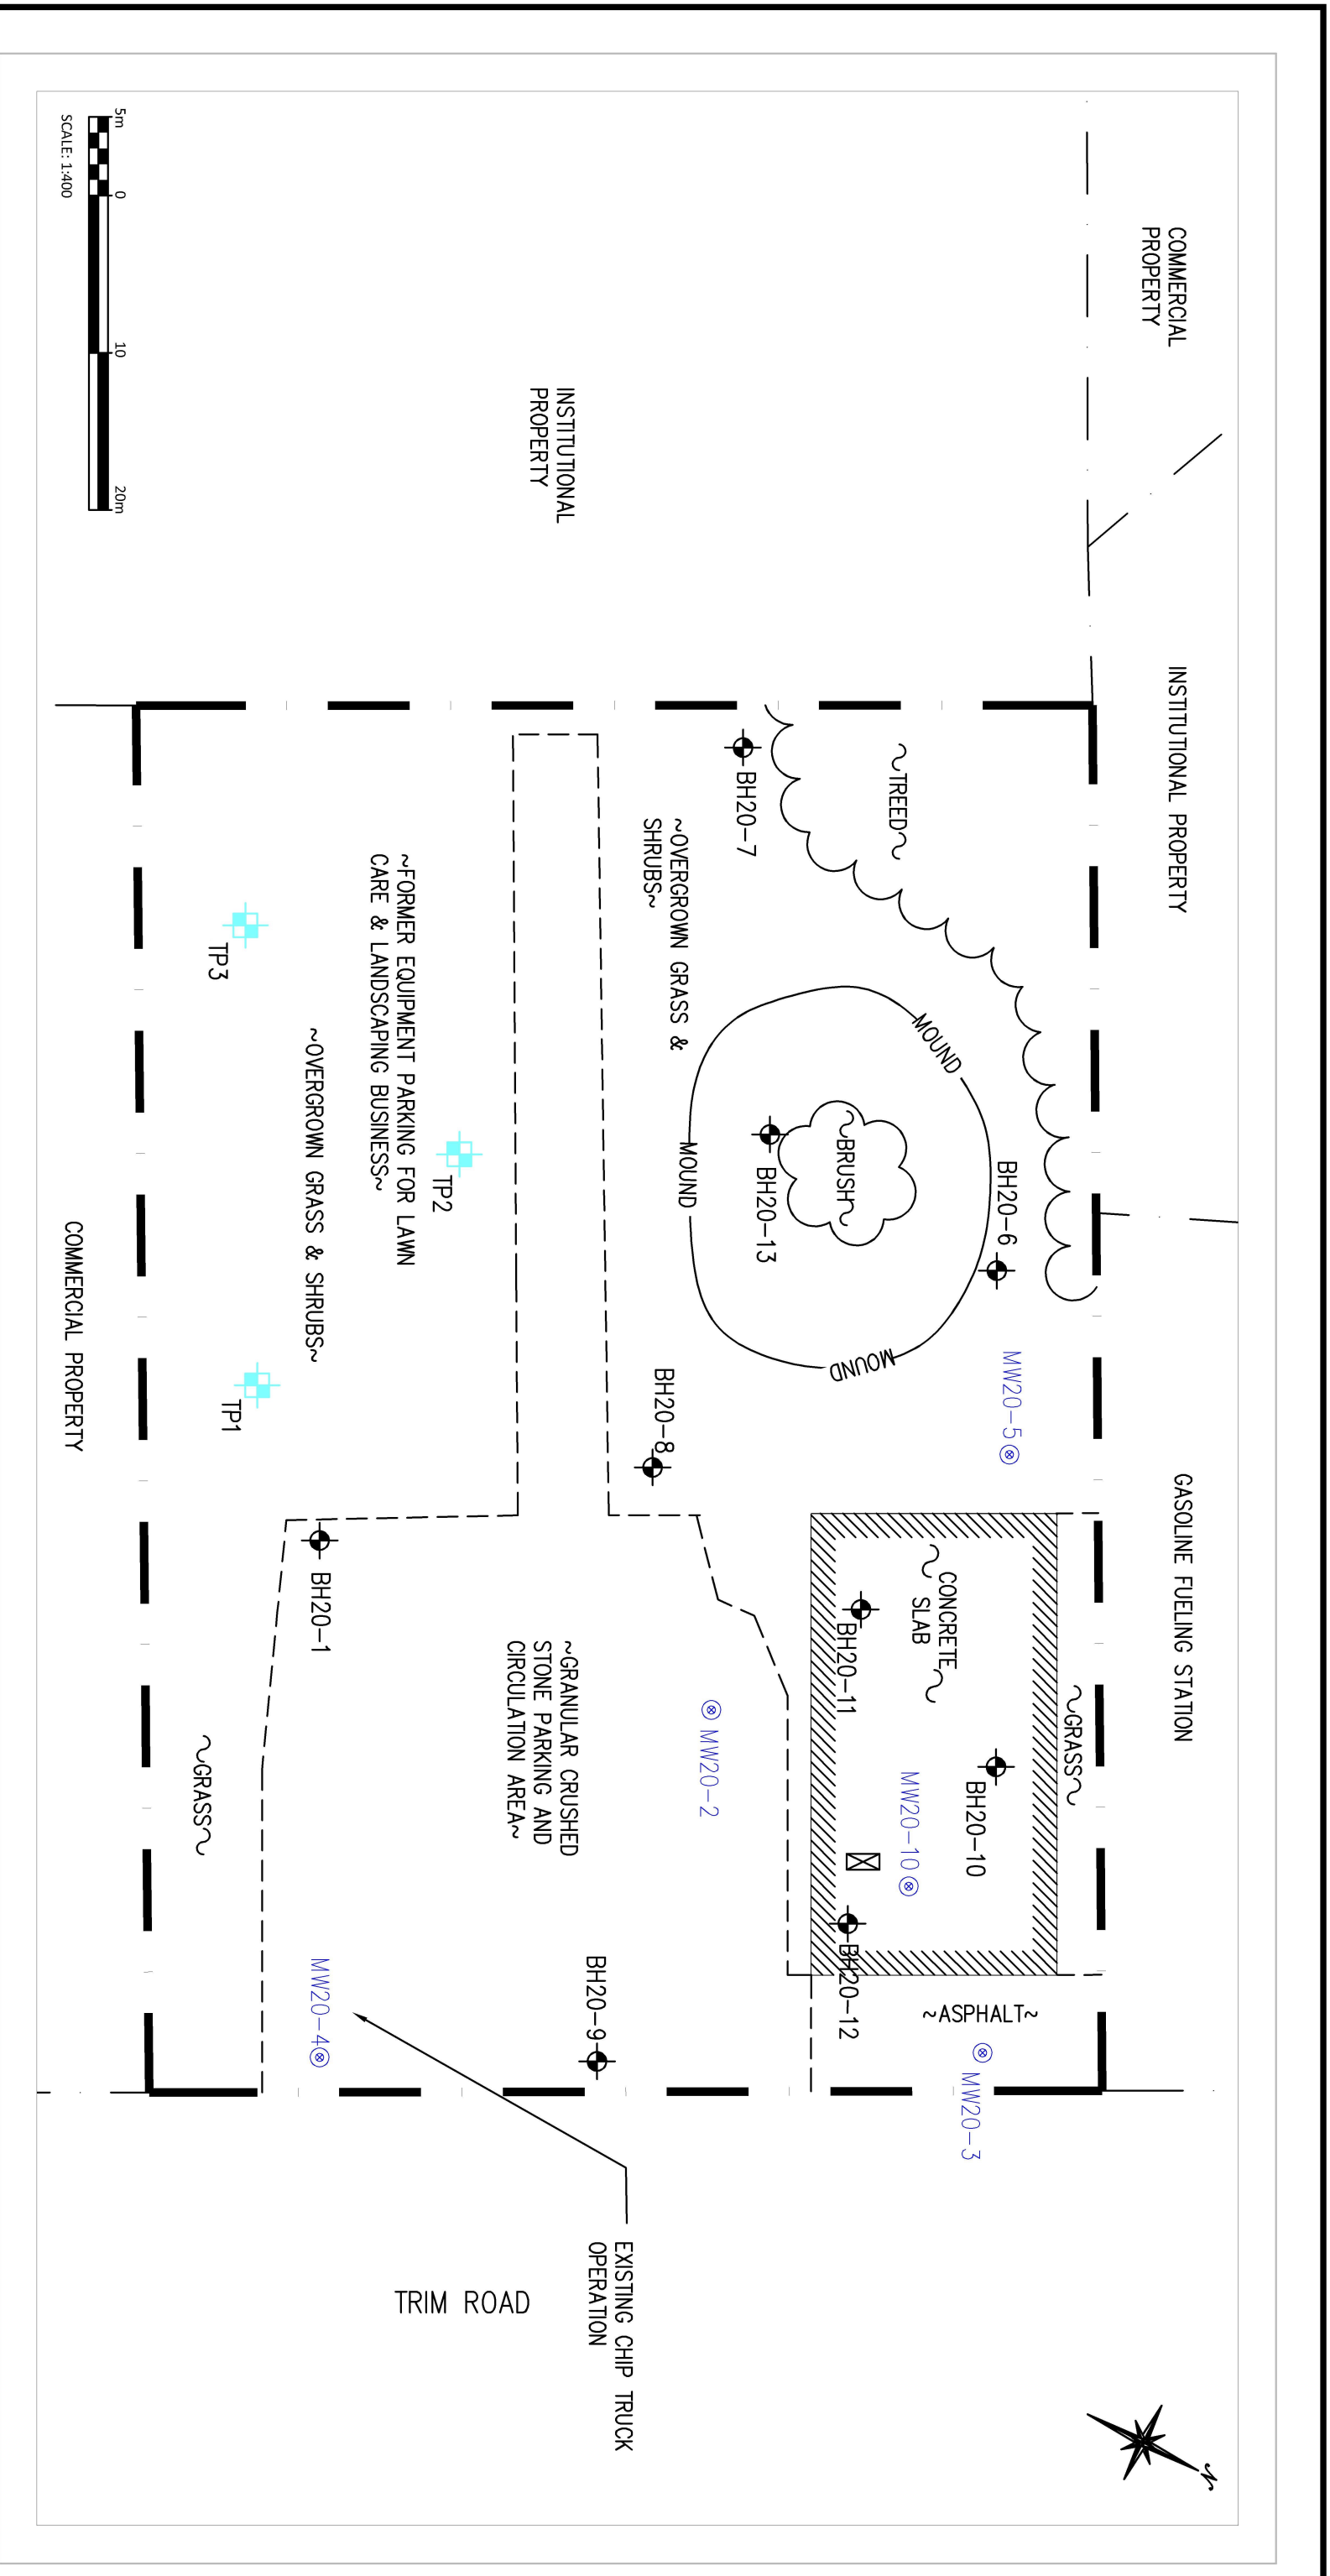 COMMERCIAL
PROPERTY
INSTITUTIONAL PROPERTY
GASOLINE FUELING STATION
INSTITUTIONAL
PROPERTY
~TREED~
~GRASS~
MOUND
BH20-6
MW20-5
CONCRETE
SLAB
BH20-10
MW20-10
~ASPHALT~
MW20-3
~BRUSH~
BH20-11
BH20-12
MOUND
BH20-7
BH20-13
MW20-2
~OVERGROWN GRASS &
SHRUBS~
MOUND
BH20-8
BH20-9
EXISTING CHIP TRUCK
OPERATION
~GRANULAR CRUSHED
STONE PARKING AND
CIRCULATION AREA~
TRIM ROAD
TP2
~FORMER EQUIPMENT PARKING FOR LAWN
CARE & LANDSCAPING BUSINESS~
~OVERGROWN GRASS & SHRUBS~
BH20-1
MW20-4
TP3
TP1
~GRASS~
COMMERCIAL PROPERTY
5m 0 10 20m
SCALE: 1:400
N